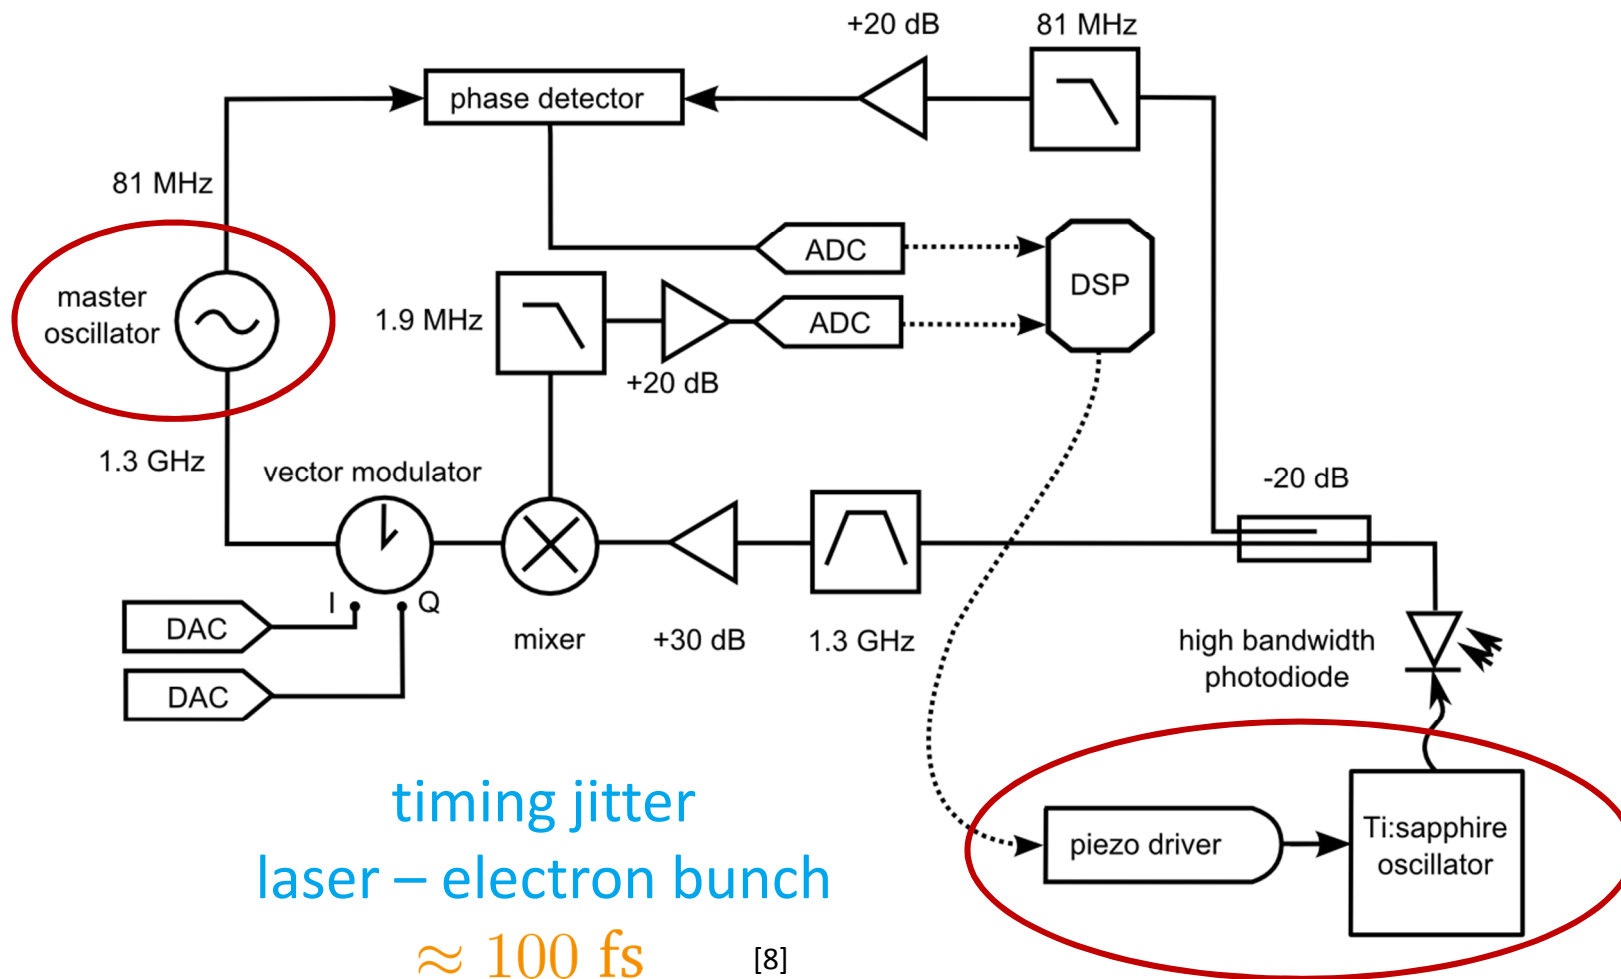 +20 dB
81 MHz
phase detector
81 MHz
ADC
DSP
master
oscillator
1.9 MHz
ADC
+20 dB
1.3 GHz
vector modulator
-20 dB
I
Q
DAC
mixer
+30 dB
1.3 GHz
high bandwidth
photodiode
DAC
timing jitter
laser – electron bunch
≈ 100 fs
[8]
piezo driver
Ti:sapphire
oscillator